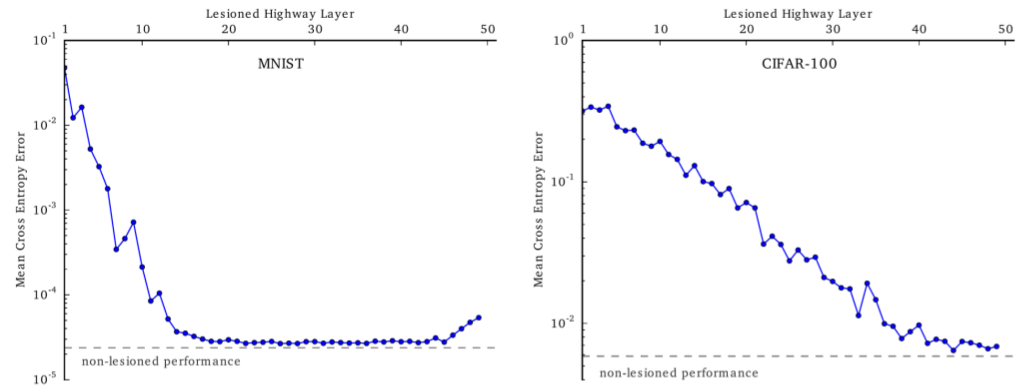 Lesioned Highway Layer
1 10 20 30 40 50
MNIST
Mean Cross Entropy Error
10⁻¹
10⁻²
10⁻³
10⁻⁴
10⁻⁵
non-lesioned performance
Lesioned Highway Layer
1 10 20 30 40 50
CIFAR-100
Mean Cross Entropy Error
10⁰
10⁻¹
10⁻²
non-lesioned performance